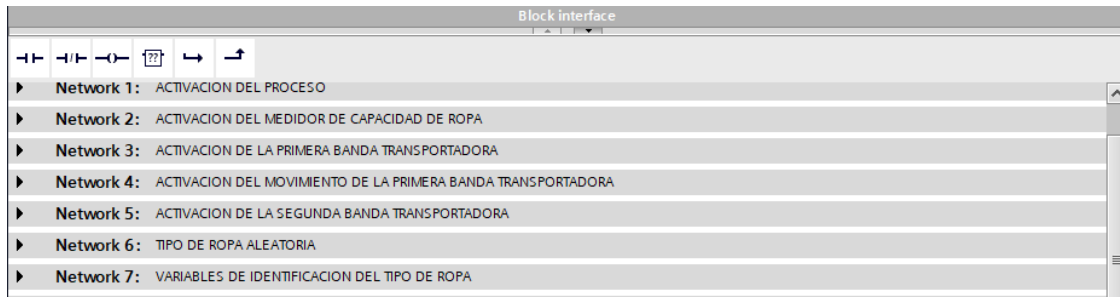 Block interface
??
Network 1: ACTIVACION DEL PROCESO
Network 2: ACTIVACION DEL MEDIDOR DE CAPACIDAD DE ROPA
Network 3: ACTIVACION DE LA PRIMERA BANDA TRANSPORTADORA
Network 4: ACTIVACION DEL MOVIMIENTO DE LA PRIMERA BANDA TRANSPORTADORA
Network 5: ACTIVACION DE LA SEGUNDA BANDA TRANSPORTADORA
Network 6: TIPO DE ROPA ALEATORIA
Network 7: VARIABLES DE IDENTIFICACION DEL TIPO DE ROPA